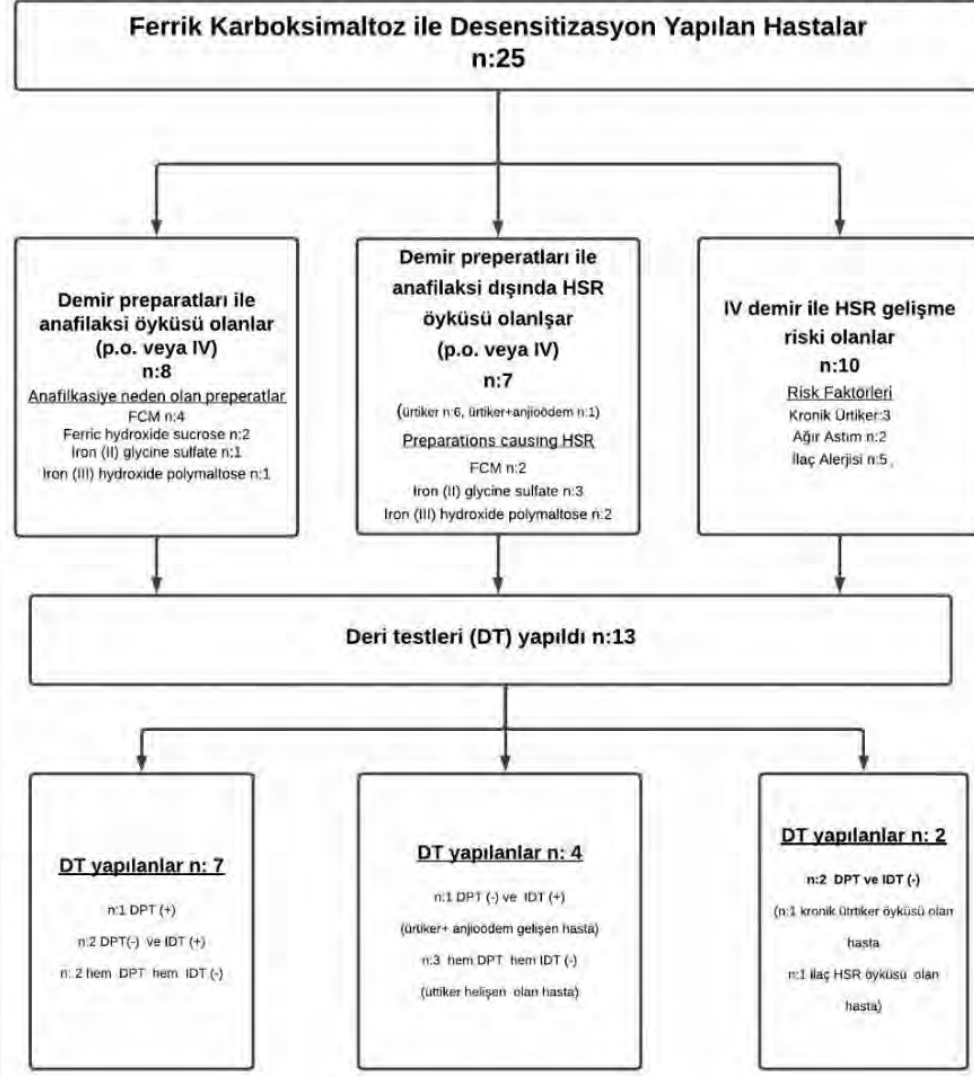 Ferrik Karboksimaltoz ile Desensitizasyon Yapılan Hastalar
n:25
Demir preparatları ile
anafilaksi öyküsü olanlar
(p.o. veya IV)
n:8
Anafilkasiye neden olan preperatlar
FCM n:4
Ferric hydroxide sucrose n:2
Iron (II) glycine sulfate n:1
Iron (III) hydroxide polymaltose n:1
Demir preperatları ile
anafilaksi dışında HSR
öyküsü olanlşar
(p.o. veya IV)
n:7
(ürtiker n:6, ürtiker+anjioödem n:1)
Preparations causing HSR
FCM n:2
Iron (II) glycine sulfate n:3
Iron (III) hydroxide polymaltose n:2
IV demir ile HSR gelişme
riski olanlar
n:10
Risk Faktörleri
Kronik Ürtiker:3
Ağır Astım n:2
İlaç Alerjisi n:5
Deri testleri (DT) yapıldı n:13
DT yapılanlar n: 7
n:1 DPT (+)
n:2 DPT(-) ve IDT (+)
n: 2 hem DPT hem IDT (-)
DT yapılanlar n: 4
n:1 DPT (-) ve IDT (+)
(ürtiker+ anjioödem gelişen hasta)
n:3 hem DPT hem IDT (-)
(üttiker helişen olan hasta)
DT yapılanlar n: 2
n:2 DPT ve IDT (-)
(n:1 kronik ütrtiker öyküsü olan
hasta
n:1 ilaç HSR öyküsü olan
hasta)